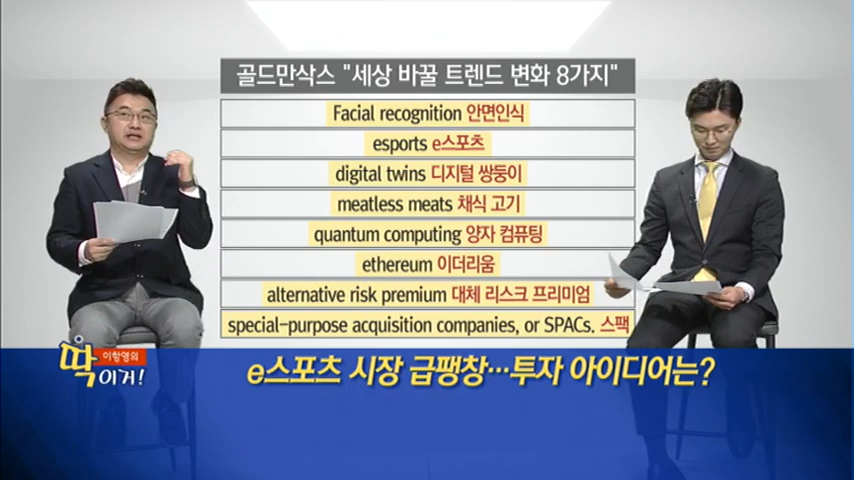 골드만삭스 "세상 바꿀 트렌드 변화 8가지"
Facial recognition 안면인식
esports e스포츠
digital twins 디지털 쌍둥이
meatless meats 채식 고기
quantum computing 양자 컴퓨팅
ethereum 이더리움
alternative risk premium 대체 리스크 프리미엄
special-purpose acquisition companies, or SPACs. 스팩
이항영의
딱 이거!
e스포츠 시장 급팽창…투자 아이디어는?